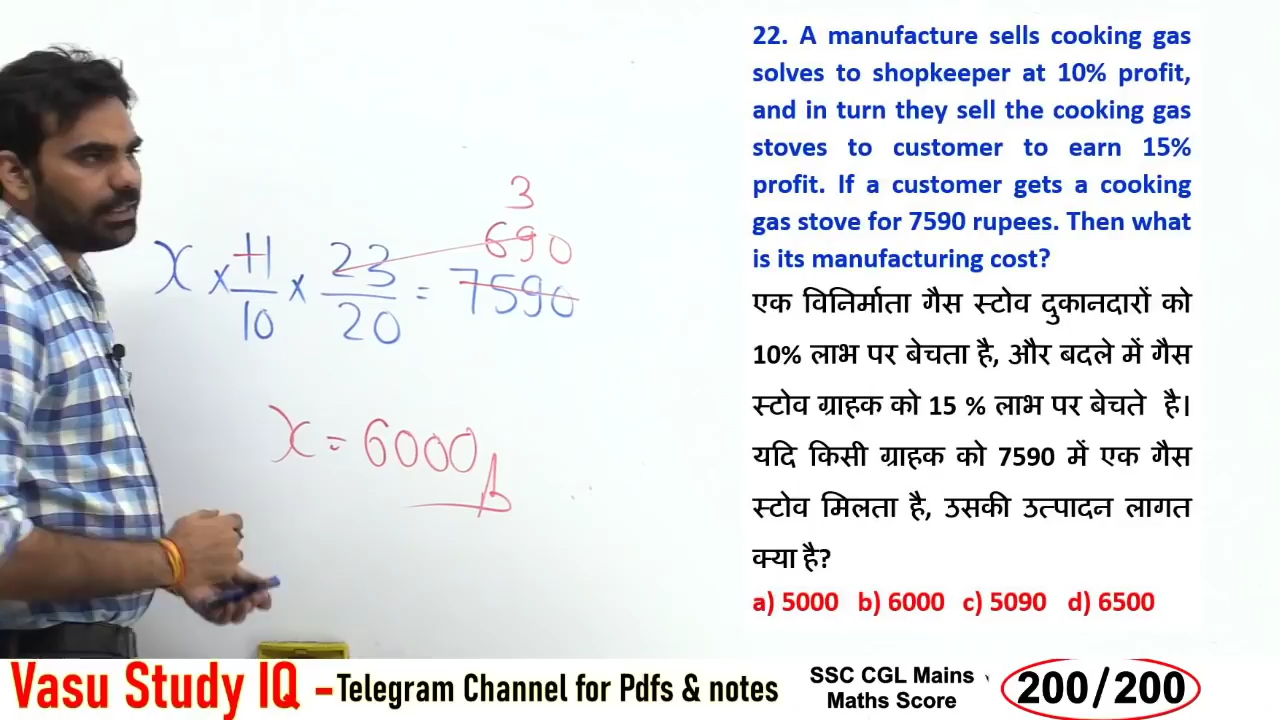 22. A manufacture sells cooking gas
solves to shopkeeper at 10% profit,
and in turn they sell the cooking gas
stoves to customer to earn 15%
profit. If a customer gets a cooking
gas stove for 7590 rupees. Then what
is its manufacturing cost?
एक विनिर्माता गैस स्टोव दुकानदारों को
10% लाभ पर बेचता है, और बदले में गैस
स्टोव ग्राहक को 15 % लाभ पर बेचते है।
यदि किसी ग्राहक को 7590 में एक गैस
स्टोव मिलता है, उसकी उत्पादन लागत
क्या है?
a) 5000 b) 6000 c) 5090 d) 6500
3
690
x × 11/10 × 23/20 = 7590
x = 6000
Vasu Study IQ - Telegram Channel for Pdfs & notes
SSC CGL Mains
Maths Score
200/200